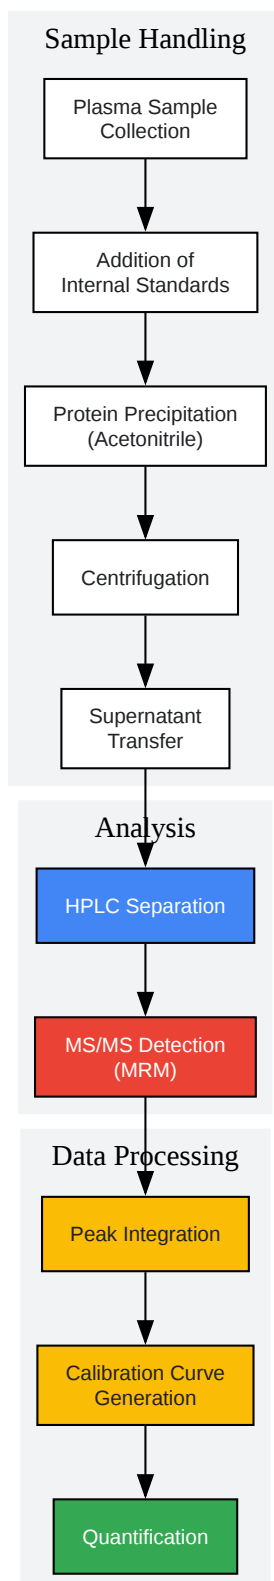 Sample Handling
Plasma Sample
Collection
Addition of
Internal Standards
Protein Precipitation
(Acetonitrile)
Centrifugation
Supernatant
Transfer
Analysis
HPLC Separation
MS/MS Detection
(MRM)
Data Processing
Peak Integration
Calibration Curve
Generation
Quantification